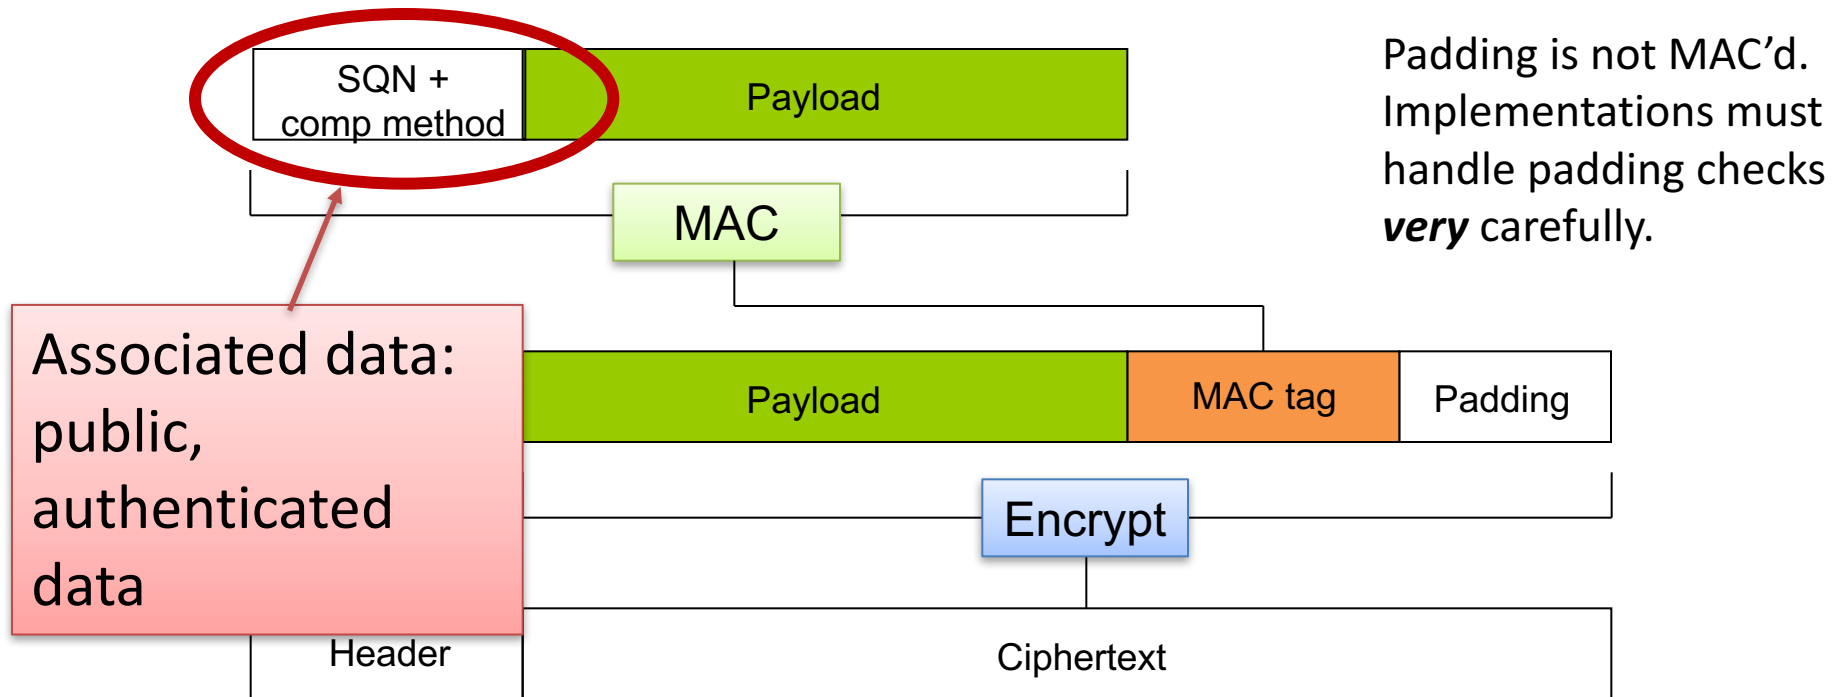 SQN +
comp method
Payload
Padding is not MAC’d.
Implementations must
handle padding checks
very carefully.
MAC
Associated data:
public,
authenticated
data
Payload
MAC tag
Padding
Encrypt
Header
Ciphertext